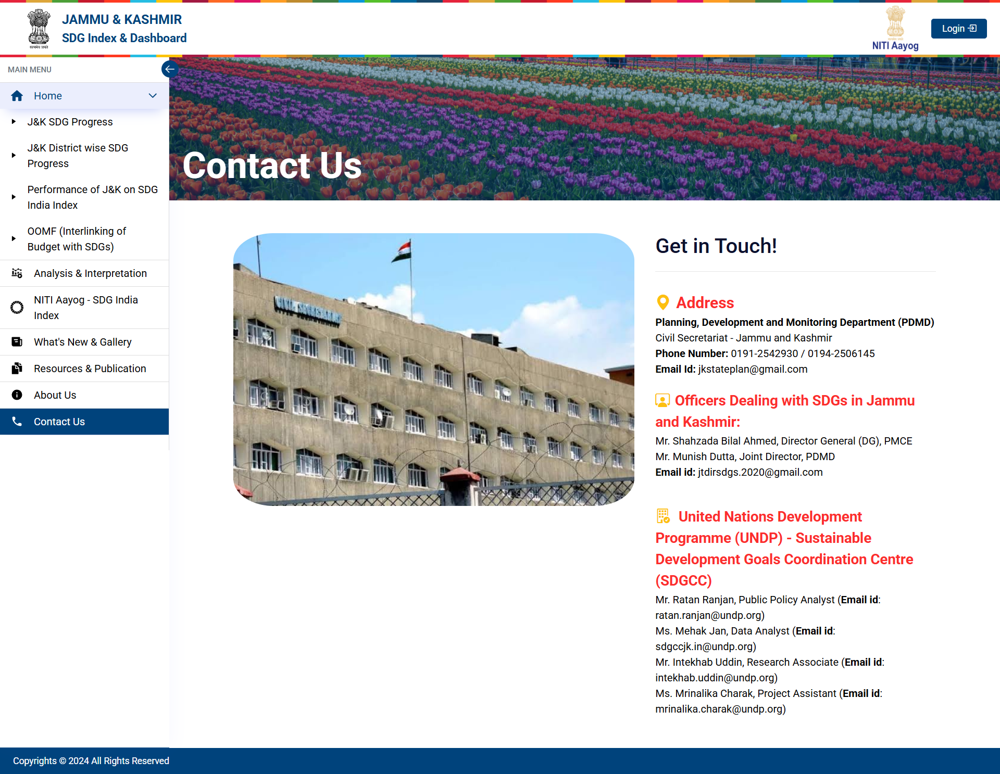 सत्यमेव जयते
JAMMU & KASHMIR
SDG Index & Dashboard
NITI Aayog
Login
MAIN MENU
Home
J&K SDG Progress
J&K District wise SDG
Progress
Performance of J&K on SDG
India Index
OOMF (Interlinking of
Budget with SDGs)
Analysis & Interpretation
NITI Aayog - SDG India
Index
What's New & Gallery
Resources & Publication
About Us
Contact Us
Contact Us
CIVIL SECRETARIAT
Get in Touch!
Address
Planning, Development and Monitoring Department (PDMD)
Civil Secretariat - Jammu and Kashmir
Phone Number: 0191-2542930 / 0194-2506145
Email Id: jkstateplan@gmail.com
Officers Dealing with SDGs in Jammu
and Kashmir:
Mr. Shahzada Bilal Ahmed, Director General (DG), PMCE
Mr. Munish Dutta, Joint Director, PDMD
Email id: jtdirsdgs.2020@gmail.com
United Nations Development
Programme (UNDP) - Sustainable
Development Goals Coordination Centre
(SDGCC)
Mr. Ratan Ranjan, Public Policy Analyst (Email id:
ratan.ranjan@undp.org)
Ms. Mehak Jan, Data Analyst (Email id:
sdgccjk.in@undp.org)
Mr. Intekhab Uddin, Research Associate (Email id:
intekhab.uddin@undp.org)
Ms. Mrinalika Charak, Project Assistant (Email id:
mrinalika.charak@undp.org)
Copyrights © 2024 All Rights Reserved